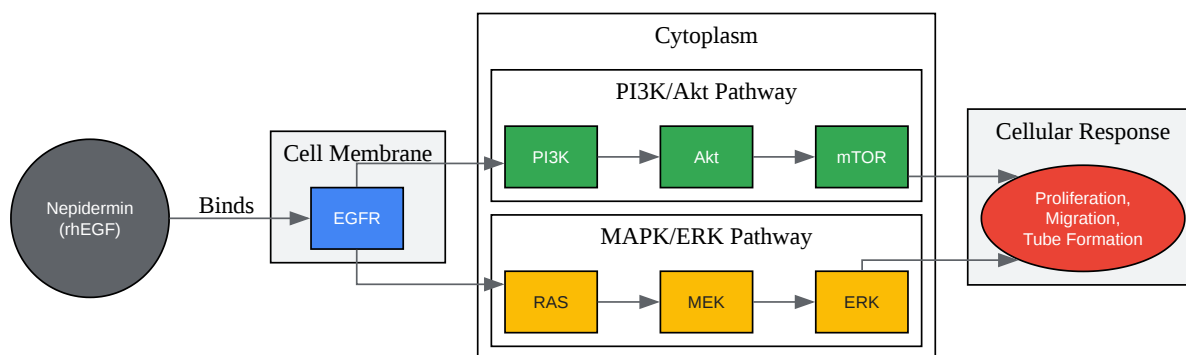 Cytoplasm
PI3K/Akt Pathway
Cellular Response
Cell Membrane
PI3K
Akt
mTOR
Nepidermin
(rhEGF)
Binds
EGFR
Proliferation,
Migration,
Tube Formation
MAPK/ERK Pathway
RAS
MEK
ERK